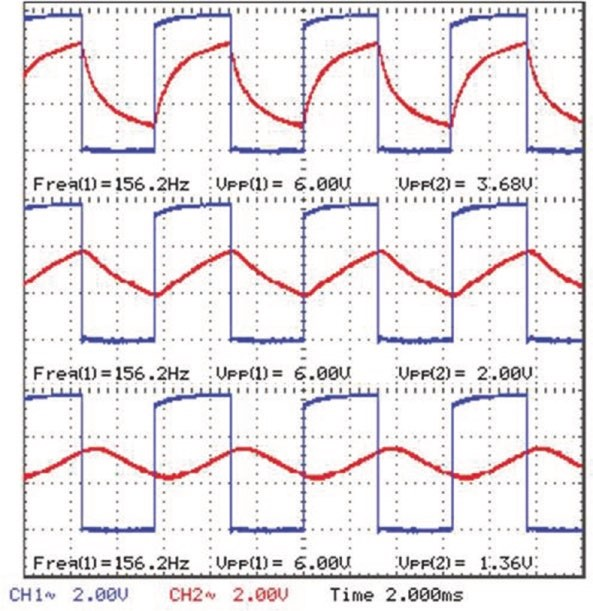 Freq(1)=156.2Hz Vpp(1)= 6.00V Vpp(2)= 3.68V
Freq(1)=156.2Hz Vpp(1)= 6.00V Vpp(2)= 2.00V
Freq(1)=156.2Hz Vpp(1)= 6.00V Vpp(2)= 1.36V
CH1~ 2.00V CH2~ 2.00V Time 2.000ms